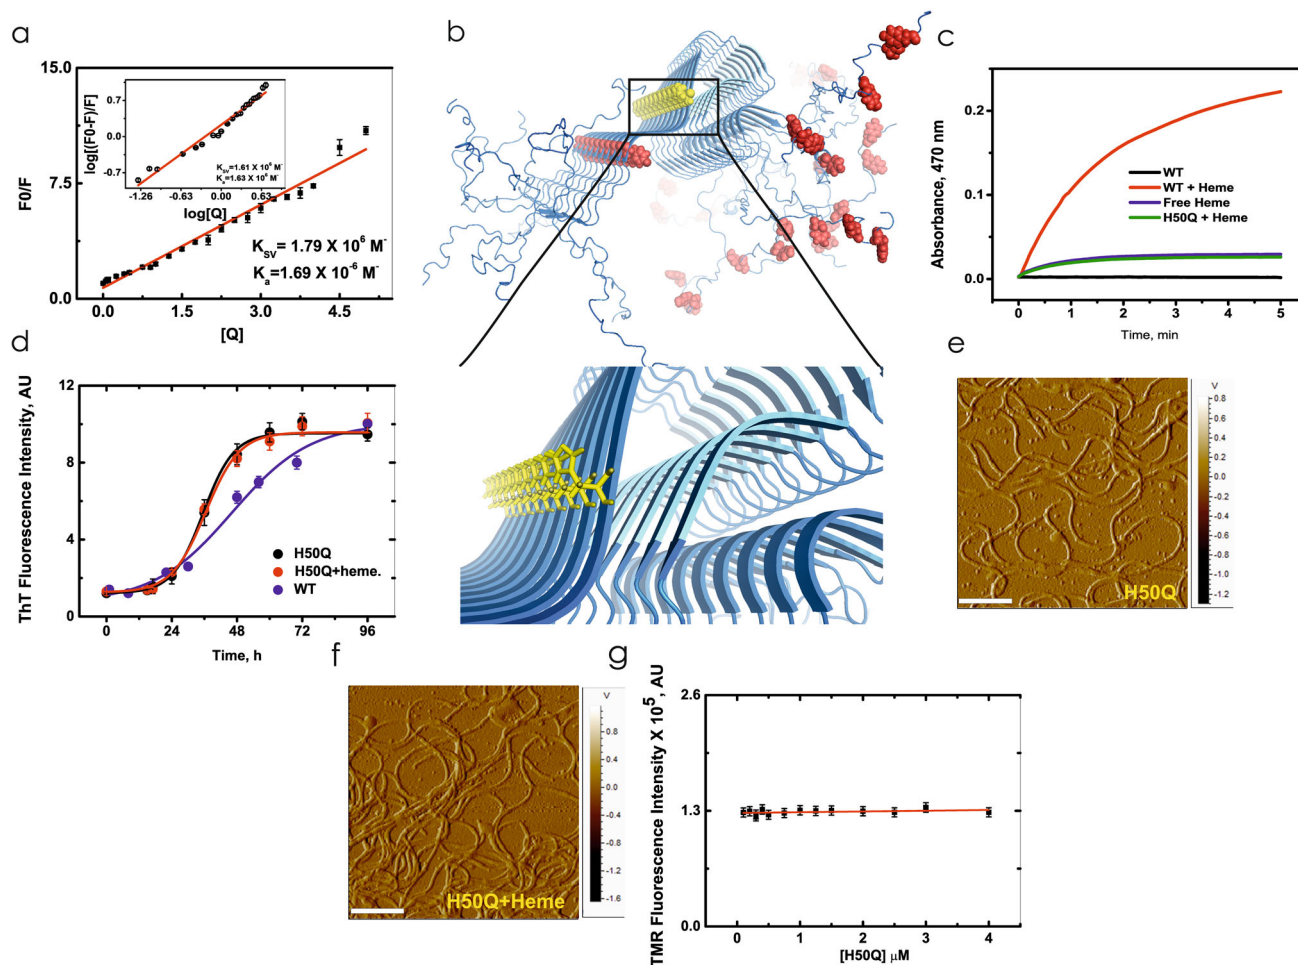 a
15.0
7.5
0.0
F0/F
0.0
1.5
3.0
4.5
[Q]
0.7
0.0
-0.7
log[(F0-F)/F]
-1.26
-0.63
0.00
0.63
log[Q]
K_SV=1.61 X 10^6 M^-
K_a=1.63 X 10^6 M^-
K_SV= 1.79 X 10^6 M^-
K_a=1.69 X 10^-6 M^-
b
c
0.2
0.1
0.0
Absorbance, 470 nm
WT
WT + Heme
Free Heme
H50Q + Heme
0
1
2
3
4
5
Time, min
d
12
8
4
0
ThT Fluorescence Intensity, AU
H50Q
H50Q+heme.
WT
0
24
48
72
96
Time, h
e
H50Q
V
0.8
0.6
0.4
0.2
0.0
-0.2
-0.4
-0.6
-0.8
-1.0
-1.2
f
H50Q+Heme
V
0.8
0.4
0.0
-0.4
-0.8
-1.2
-1.6
g
2.6
1.3
0.0
TMR Fluorescence Intensity X 10^5, AU
0
1
2
3
4
[H50Q] μM